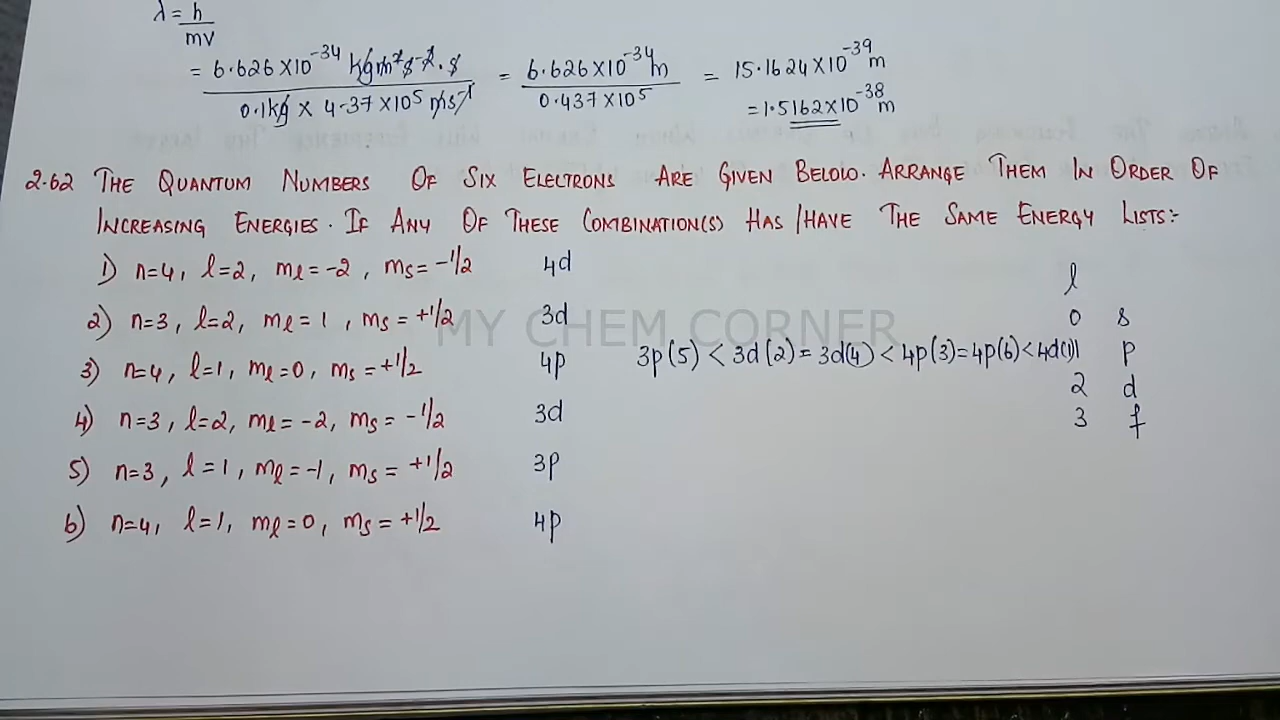 λ = h/mv
= 6.626×10⁻³⁴ kgm²s⁻².s / 0.1kg × 4.37×10⁵ ms⁻¹ = 6.626×10⁻³⁴m / 0.437×10⁵ = 15.1624×10⁻³⁹m
= 1.5162×10⁻³⁸m
2.62 THE QUANTUM NUMBERS OF SIX ELECTRONS ARE GIVEN BELOW. ARRANGE THEM IN ORDER OF
INCREASING ENERGIES. IF ANY OF THESE COMBINATION(S) HAS/HAVE THE SAME ENERGY LISTS:-
1) n=4, l=2, ml=-2, ms=-1/2 4d
2) n=3, l=2, ml=1, ms=+1/2 3d
3) n=4, l=1, ml=0, ms=+1/2 4p
4) n=3, l=2, ml=-2, ms=-1/2 3d
5) n=3, l=1, ml=-1, ms=+1/2 3p
6) n=4, l=1, ml=0, ms=+1/2 4p
3p(5) < 3d(2) = 3d(4) < 4p(3) = 4p(6) < 4d(1)
l
0 s
1 p
2 d
3 f
MY CHEM CORNER